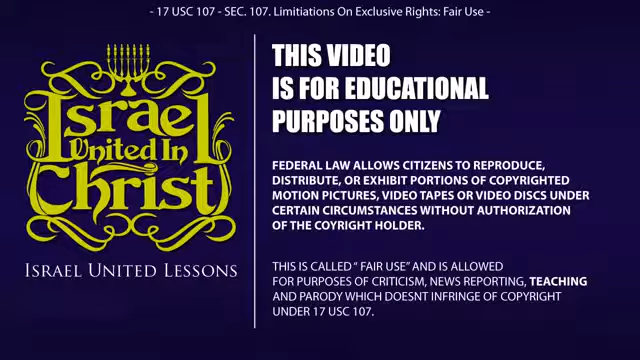 - 17 USC 107 - SEC. 107. Limitiations On Exclusive Rights: Fair Use -
Israel
United In
Christ
ISRAEL UNITED LESSONS
THIS VIDEO
IS FOR EDUCATIONAL
PURPOSES ONLY
FEDERAL LAW ALLOWS CITIZENS TO REPRODUCE,
DISTRIBUTE, OR EXHIBIT PORTIONS OF COPYRIGHTED
MOTION PICTURES, VIDEO TAPES OR VIDEO DISCS UNDER
CERTAIN CIRCUMSTANCES WITHOUT AUTHORIZATION
OF THE COYRIGHT HOLDER.
THIS IS CALLED “ FAIR USE” AND IS ALLOWED
FOR PURPOSES OF CRITICISM, NEWS REPORTING, TEACHING
AND PARODY WHICH DOESNT INFRINGE OF COPYRIGHT
UNDER 17 USC 107.